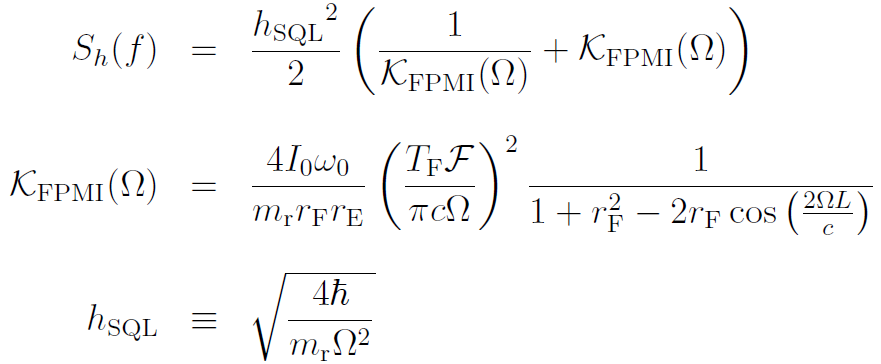 S_h(f) = \frac{{h_{\mathrm{SQL}}}^2}{2} \left( \frac{1}{\mathcal{K}_{\mathrm{FPMI}}(\Omega)} + \mathcal{K}_{\mathrm{FPMI}}(\Omega) \right)
\mathcal{K}_{\mathrm{FPMI}}(\Omega) = \frac{4 I_0 \omega_0}{m_{\mathrm{r}} r_{\mathrm{F}} r_{\mathrm{E}}} \left( \frac{T_{\mathrm{F}} \mathcal{F}}{\pi c \Omega} \right)^2 \frac{1}{1 + r_{\mathrm{F}}^2 - 2 r_{\mathrm{F}} \cos \left( \frac{2 \Omega L}{c} \right)}
h_{\mathrm{SQL}} \equiv \sqrt{\frac{4 \hbar}{m_{\mathrm{r}} \Omega^2}}